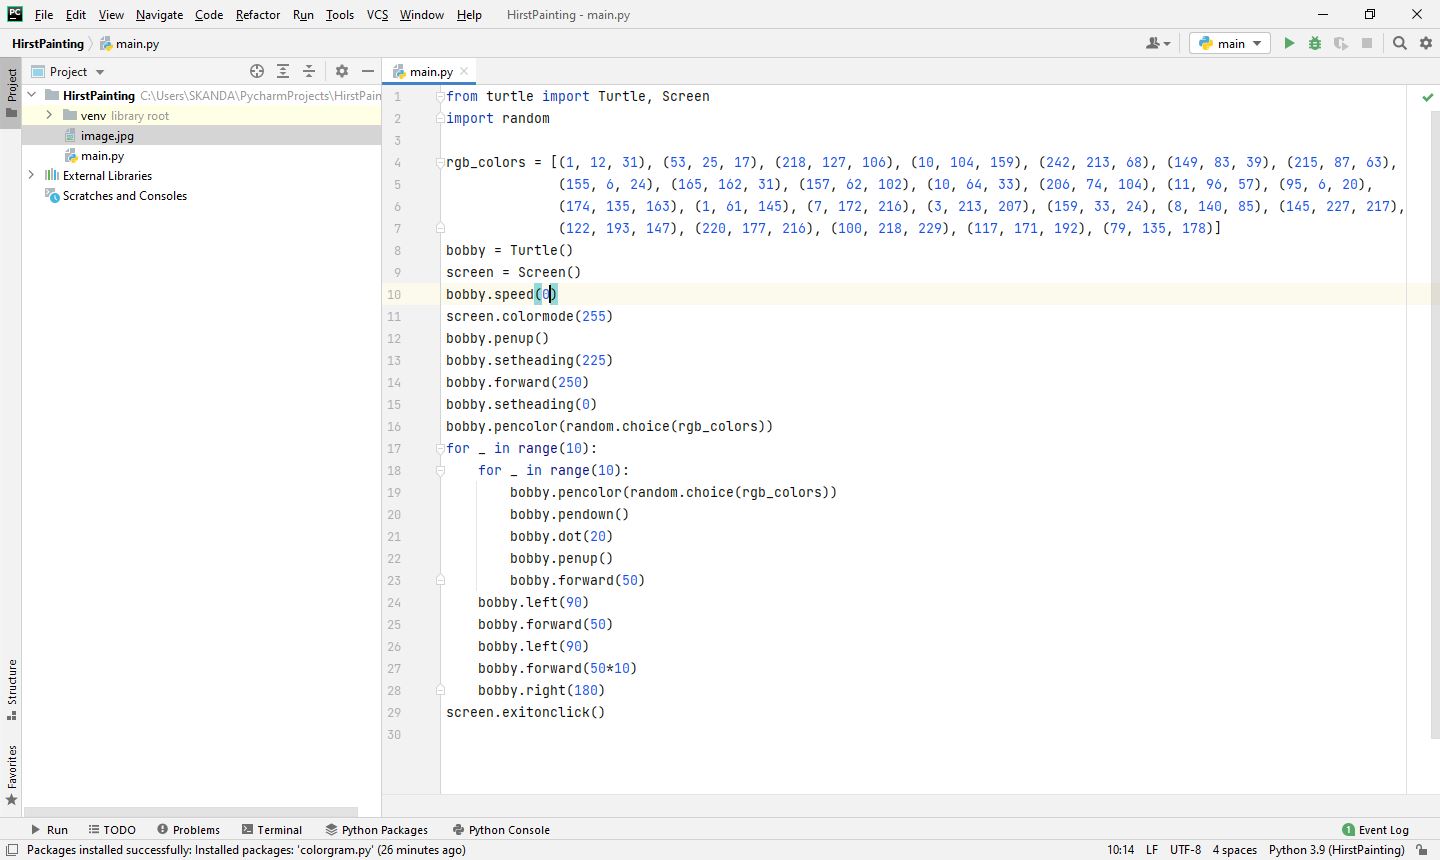 PC File Edit View Navigate Code Refactor Run Tools VCS Window Help HirstPainting - main.py
HirstPainting main.py main
Project Project main.py
HirstPainting C:\Users\SKANDA\PycharmProjects\HirstPain
venv library root
image.jpg
main.py
External Libraries
Scratches and Consoles
1 from turtle import Turtle, Screen
2 import random
3
4 rgb_colors = [(1, 12, 31), (53, 25, 17), (218, 127, 106), (10, 104, 159), (242, 213, 68), (149, 83, 39), (215, 87, 63),
5 (155, 6, 24), (165, 162, 31), (157, 62, 102), (10, 64, 33), (206, 74, 104), (11, 96, 57), (95, 6, 20),
6 (174, 135, 163), (1, 61, 145), (7, 172, 216), (3, 213, 207), (159, 33, 24), (8, 140, 85), (145, 227, 217),
7 (122, 193, 147), (220, 177, 216), (100, 218, 229), (117, 171, 192), (79, 135, 178)]
8 bobby = Turtle()
9 screen = Screen()
10 bobby.speed(0)
11 screen.colormode(255)
12 bobby.penup()
13 bobby.setheading(225)
14 bobby.forward(250)
15 bobby.setheading(0)
16 bobby.pencolor(random.choice(rgb_colors))
17 for _ in range(10):
18 for _ in range(10):
19 bobby.pencolor(random.choice(rgb_colors))
20 bobby.pendown()
21 bobby.dot(20)
22 bobby.penup()
23 bobby.forward(50)
24 bobby.left(90)
25 bobby.forward(50)
26 bobby.left(90)
27 bobby.forward(50*10)
28 bobby.right(180)
29 screen.exitonclick()
30
Structure
Favorites
Run TODO Problems Terminal Python Packages Python Console 1 Event Log
Packages installed successfully: Installed packages: 'colorgram.py' (26 minutes ago) 10:14 LF UTF-8 4 spaces Python 3.9 (HirstPainting)